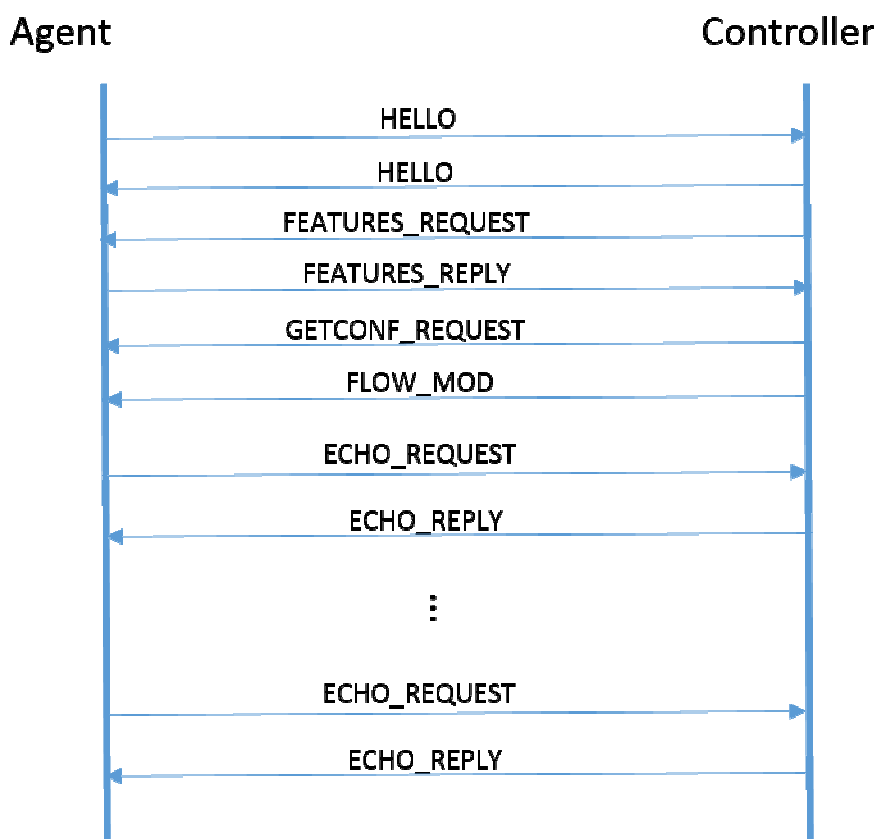 Agent
Controller
HELLO
HELLO
FEATURES_REQUEST
FEATURES_REPLY
GETCONF_REQUEST
FLOW_MOD
ECHO_REQUEST
ECHO_REPLY
...
ECHO_REQUEST
ECHO_REPLY